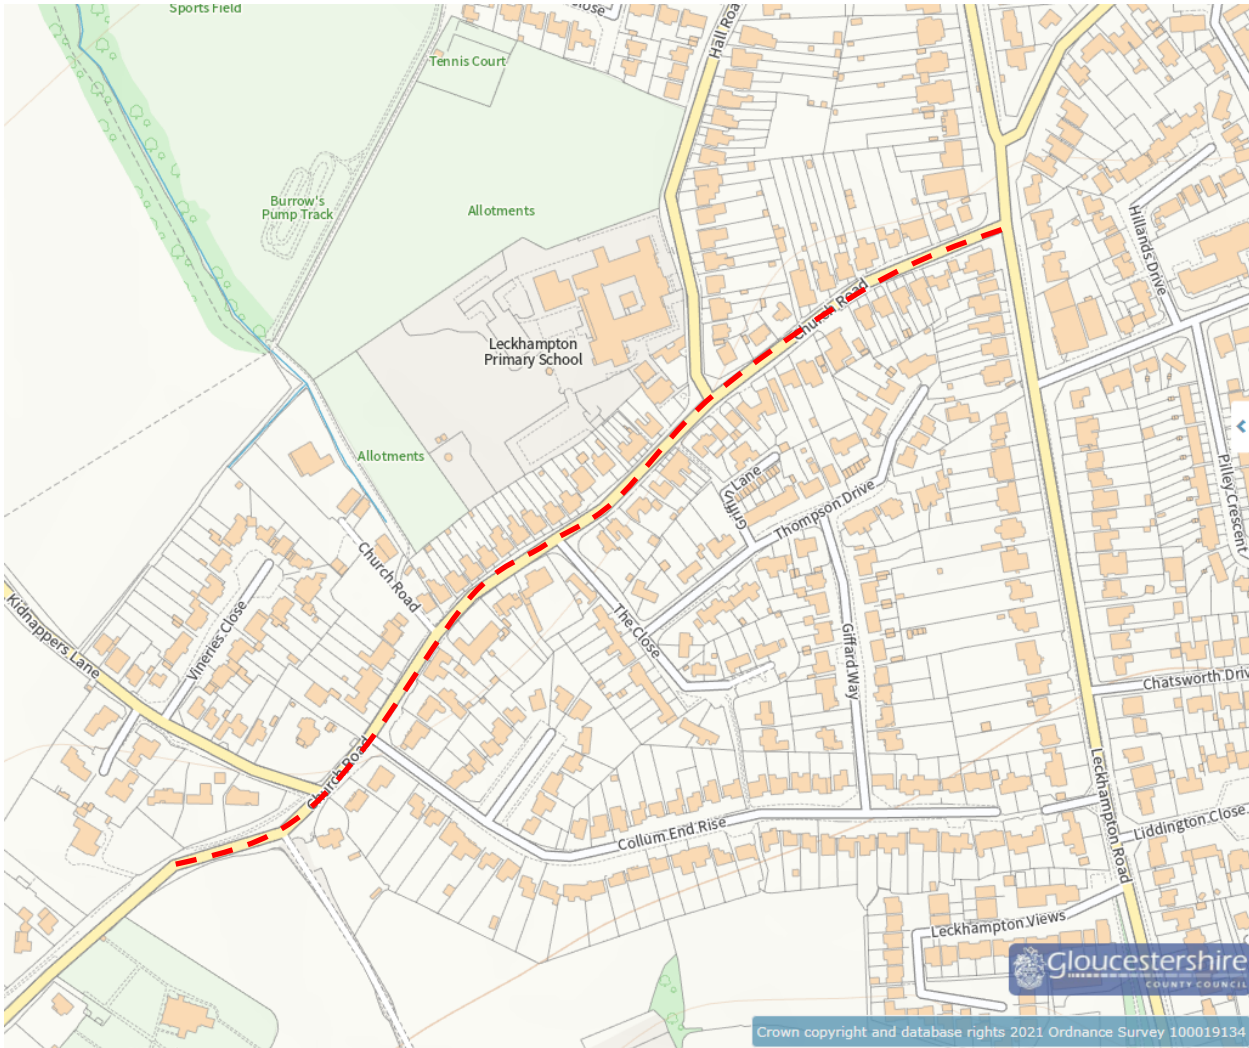 Sports Field
Close
Hall Roa
Tennis Court
Burrow's
Pump Track
Allotments
Hillands Drive
Church Road
Leckhampton
Primary School
Allotments
Griffin Lane
Thompson Drive
Pilley Crescent
Church Road
Kidnappers Lane
Vineries Close
The Close
Giffard Way
Chatsworth Driv
Church Road
Leckhampton Road
Collum End Rise
Liddington Close
Leckhampton Views
Gloucestershire
COUNTY COUNCIL
Crown copyright and database rights 2021 Ordnance Survey 100019134